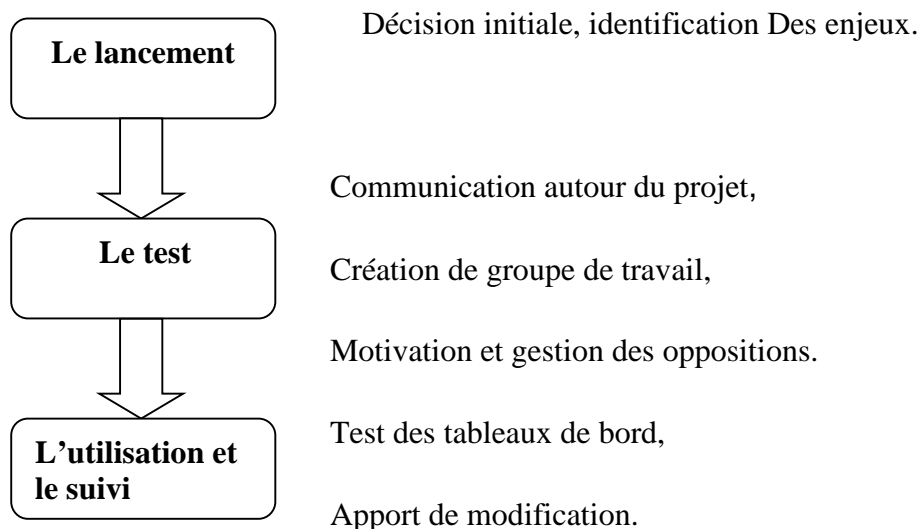 Décision initiale, identification Des enjeux.
Le lancement
Communication autour du projet,
Le test
Création de groupe de travail,
Motivation et gestion des oppositions.
Test des tableaux de bord,
L’utilisation et
le suivi
Apport de modification.